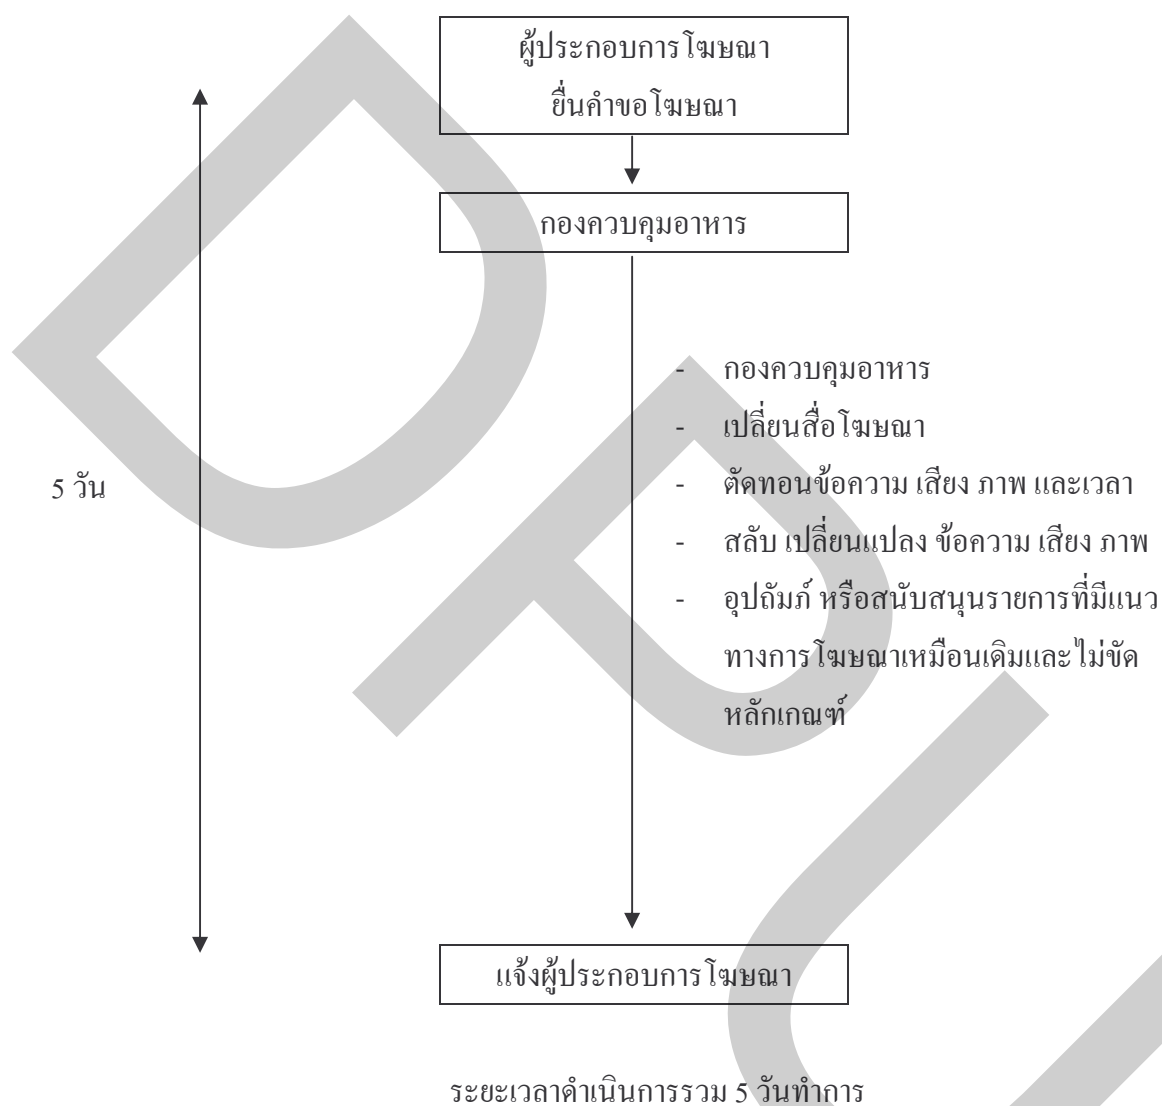 ผู้ประกอบการโฆษณา
ยื่นคำขอโฆษณา
กองควบคุมอาหาร
- กองควบคุมอาหาร
- เปลี่ยนสื่อโฆษณา
- ตัดทอนข้อความ เสียง ภาพ และเวลา
- สลับ เปลี่ยนแปลง ข้อความ เสียง ภาพ
- อุปถัมภ์ หรือสนับสนุนรายการที่มีแนว
ทางการโฆษณาเหมือนเดิมและไม่ขัด
หลักเกณฑ์
5 วัน
แจ้งผู้ประกอบการโฆษณา
ระยะเวลาดำเนินการรวม 5 วันทำการ
DPU